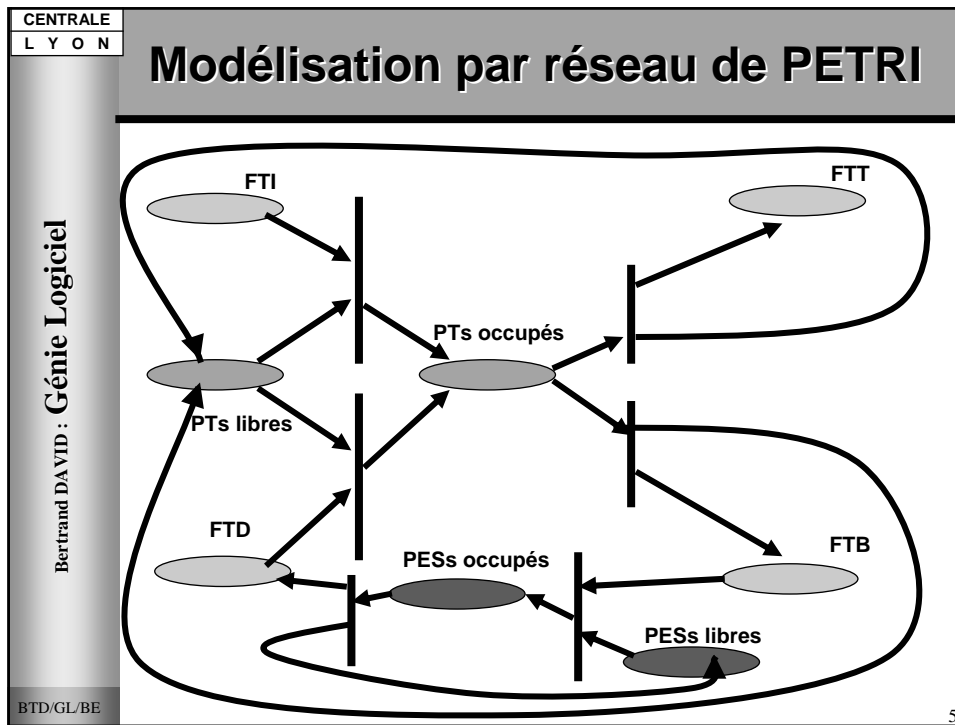 CENTRALE
L Y O N
Modélisation par réseau de PETRI
Bertrand DAVID : Génie Logiciel
FTI
FTT
PTs occupés
PTs libres
FTD
PESs occupés
FTB
PESs libres
BTD/GL/BE
5